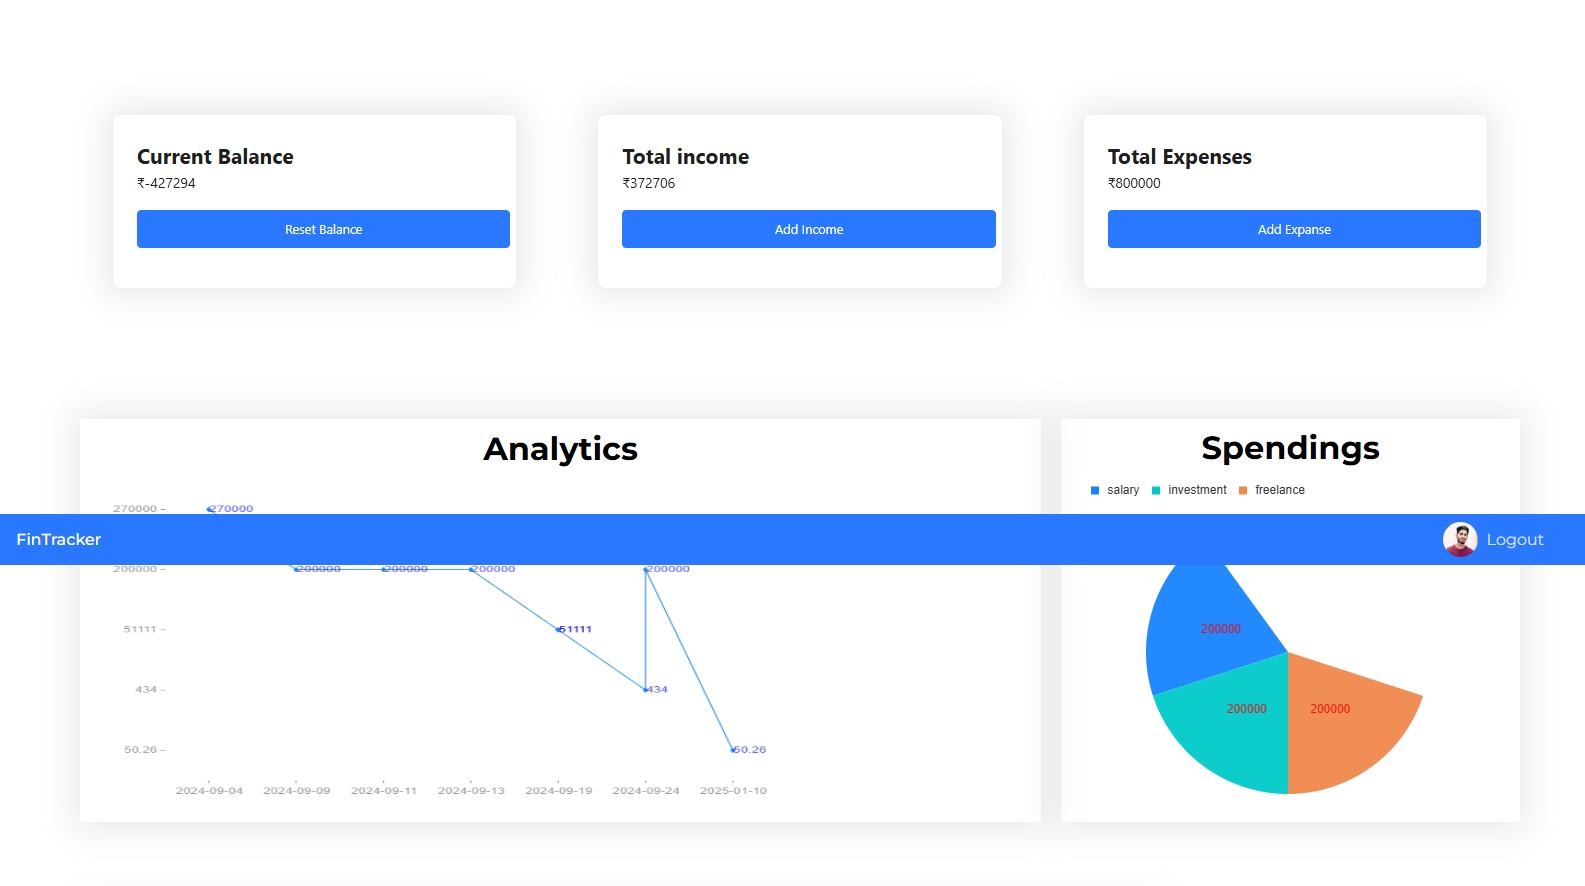 Current Balance
₹-427294
Reset Balance
Total income
₹372706
Add Income
Total Expenses
₹800000
Add Expanse
Analytics
270000
270000
200000
200000
200000
200000
200000
51111
51111
434
434
50.26
50.26
2024-09-04
2024-09-09
2024-09-11
2024-09-13
2024-09-19
2024-09-24
2025-01-10
Spendings
salary
investment
freelance
FinTracker
Logout
200000
200000
200000